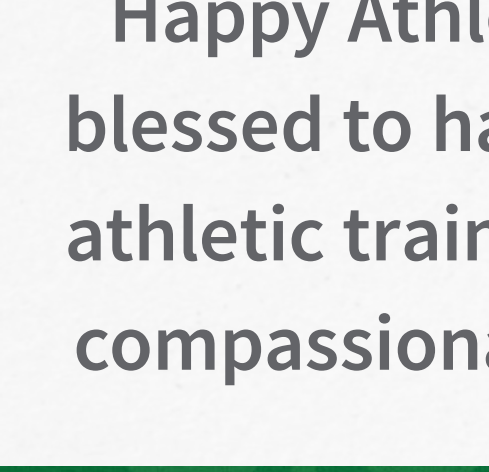 Happy Athl
blessed to ha
athletic train
compassiona